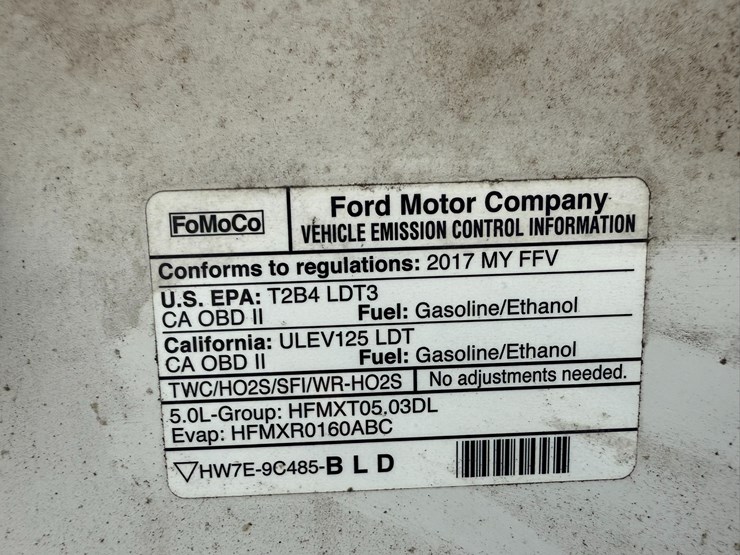 FoMoCo
Ford Motor Company
VEHICLE EMISSION CONTROL INFORMATION
Conforms to regulations: 2017 MY FFV
U.S. EPA: T2B4 LDT3
CA OBD II Fuel: Gasoline/Ethanol
California: ULEV125 LDT
CA OBD II Fuel: Gasoline/Ethanol
TWC/HO2S/SFI/WR-HO2S No adjustments needed.
5.0L-Group: HFMXT05.03DL
Evap: HFMXR0160ABC
▽HW7E-9C485-B L D